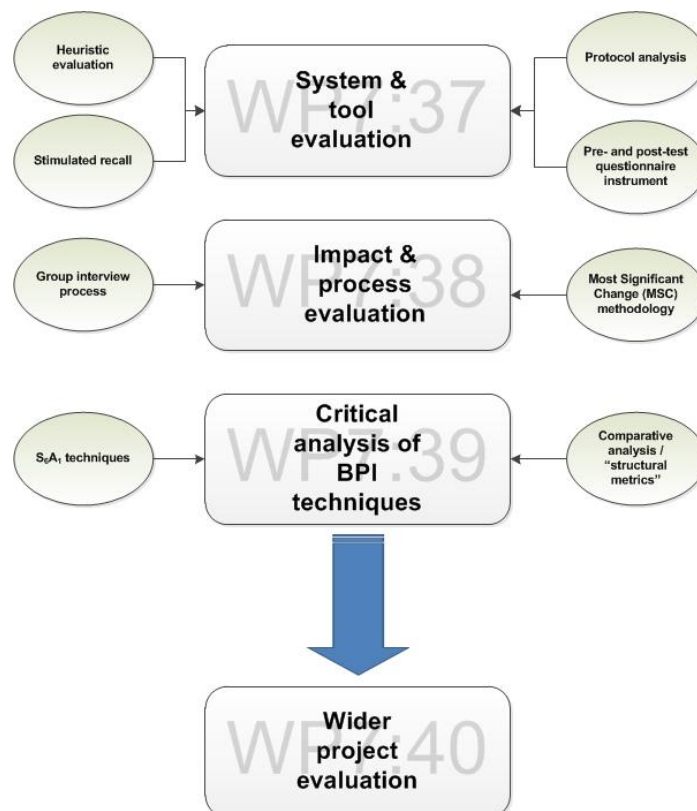 Heuristic
evaluation
Stimulated recall
WP7:37
System &
tool
evaluation
Protocol analysis
Pre- and post-test
questionnaire
instrument
Group interview
process
WP7:38
Impact &
process
evaluation
Most Significant
Change (MSC)
methodology
S₆A₁ techniques
WP7:39
Critical
analysis of
BPI
techniques
Comparative
analysis /
“structural
metrics”
WP7:40
Wider
project
evaluation